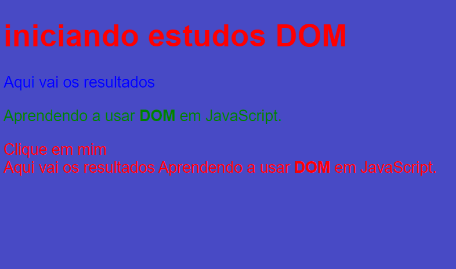 iniciando estudos DOM
Aqui vai os resultados
Aprendendo a usar DOM em JavaScript.
Clique em mim
Aqui vai os resultados Aprendendo a usar DOM em JavaScript.